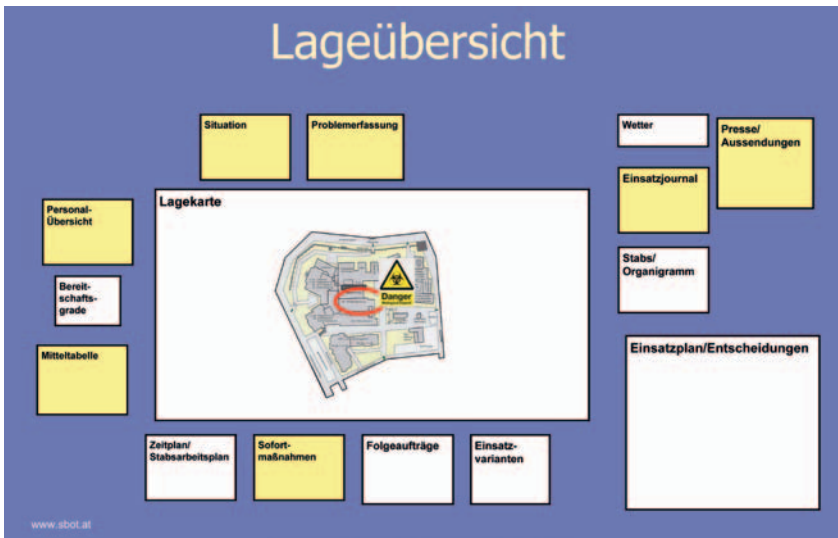 Lageübersicht
Situation
Problemerfassung
Wetter
Presse/
Aussendungen
Einsatzjournal
Personal-
Übersicht
Lagekarte
Danger
Stabs/
Organigramm
Bereit-
schafts-
grade
Einsatzplan/Entscheidungen
Mitteltabelle
Zeitplan/
Stabsarbeitsplan
Sofort-
maßnahmen
Folgeaufträge
Einsatz-
varianten
www.sbot.at